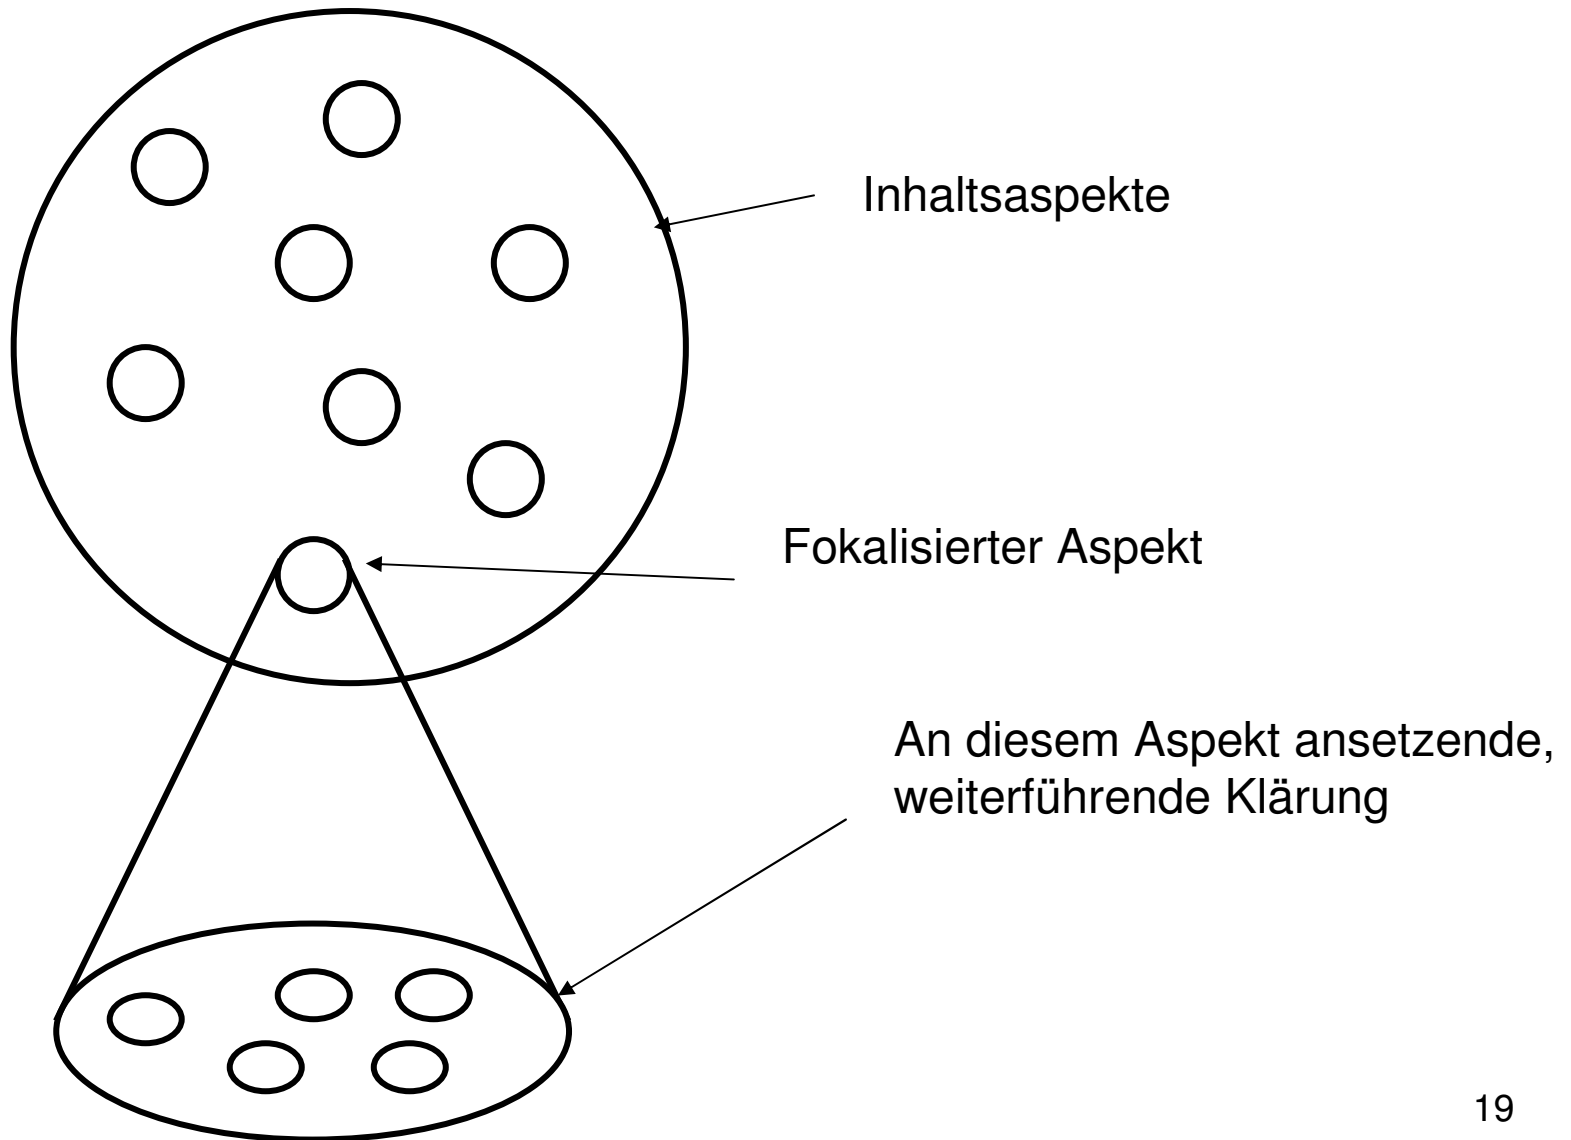 Inhaltsaspekte
Fokalisierter Aspekt
An diesem Aspekt ansetzende,
weiterführende Klärung
19